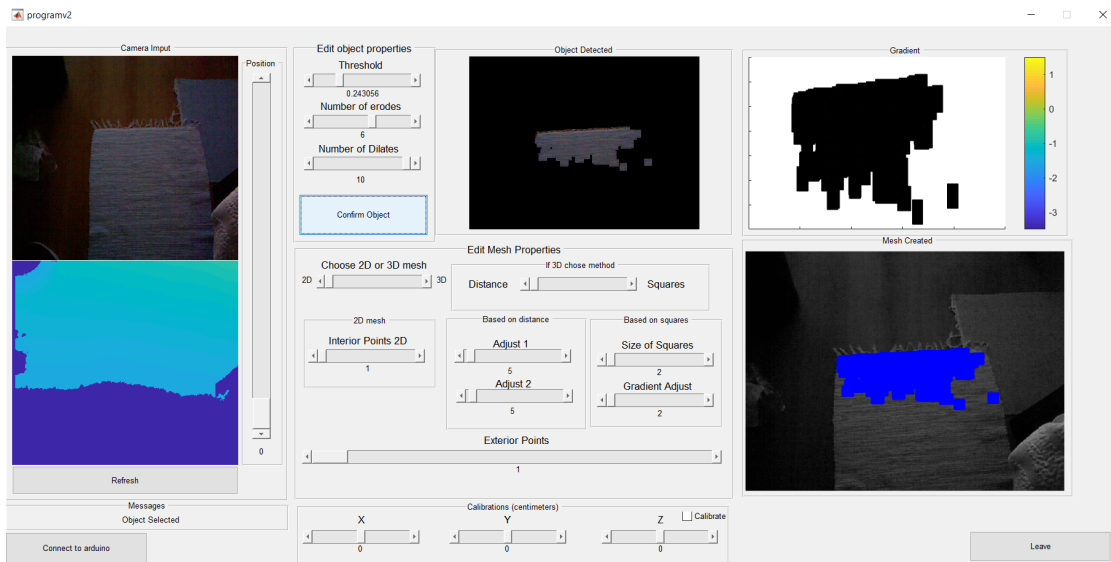 programv2
Camera Imput
Position
0
Refresh
Messages
Object Selected
Connect to arduino
Edit object properties
Threshold
0.243056
Number of erodes
6
Number of Dilates
10
Confirm Object
Object Detected
Gradient
1
0
-1
-2
-3
Edit Mesh Properties
Choose 2D or 3D mesh
2D 3D
If 3D chose method
Distance Squares
2D mesh
Interior Points 2D
1
Based on distance
Adjust 1
5
Adjust 2
5
Based on squares
Size of Squares
2
Gradient Adjust
2
Exterior Points
1
Mesh Created
Calibrations (centimeters)
X Y Z Calibrate
0 0 0
Leave